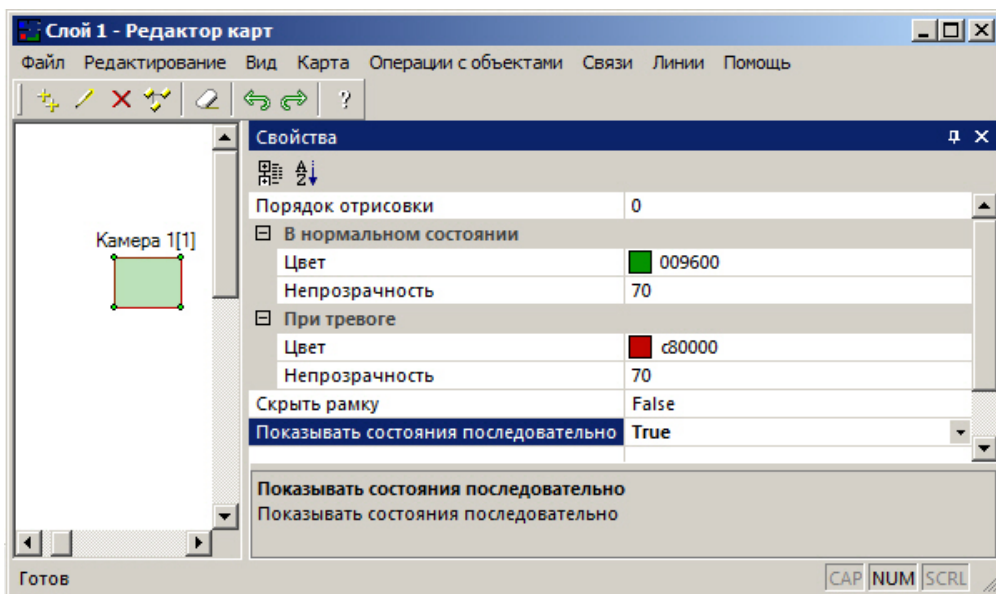 Слой 1 - Редактор карт
Файл Редактирование Вид Карта Операции с объектами Связи Линии Помощь
?
Свойства
A
Z
Порядок отрисовки 0
Камера 1[1]
В нормальном состоянии
Цвет 009600
Непрозрачность 70
При тревоге
Цвет c80000
Непрозрачность 70
Скрыть рамку False
Показывать состояния последовательно True
Показывать состояния последовательно
Показывать состояния последовательно
Готов CAP NUM SCRL